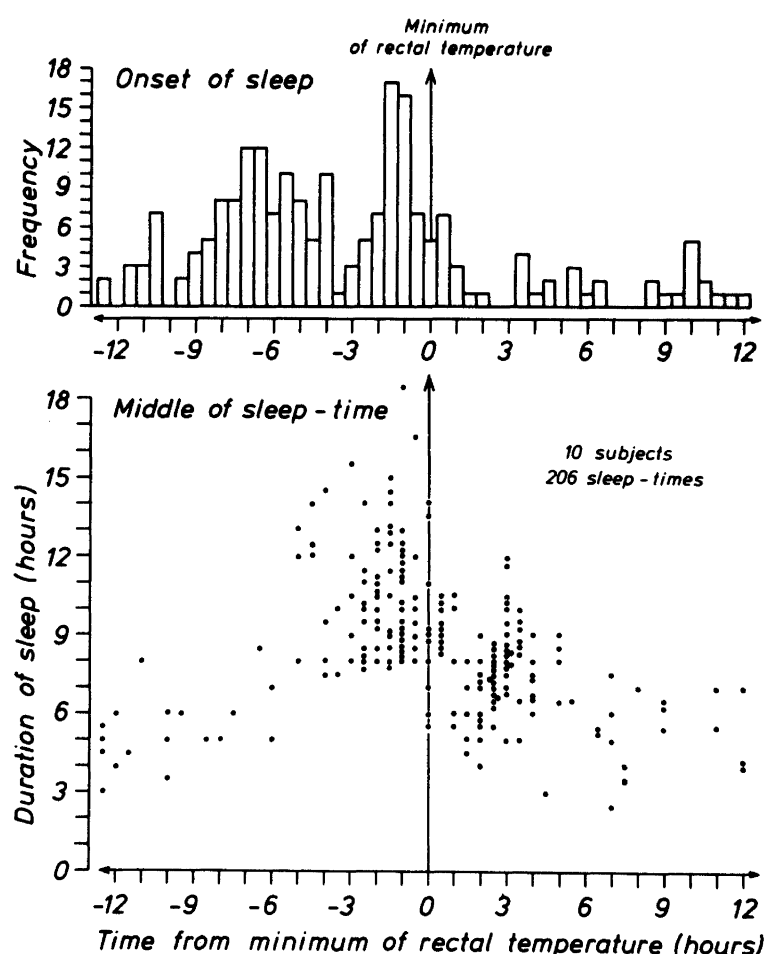 Minimum
of rectal temperature
Onset of sleep
Frequency
18
15
12
9
6
3
0
-12 -9 -6 -3 0 3 6 9 12
Middle of sleep-time
10 subjects
206 sleep-times
Duration of sleep (hours)
18
15
12
9
6
3
0
-12 -9 -6 -3 0 3 6 9 12
Time from minimum of rectal temperature (hours)